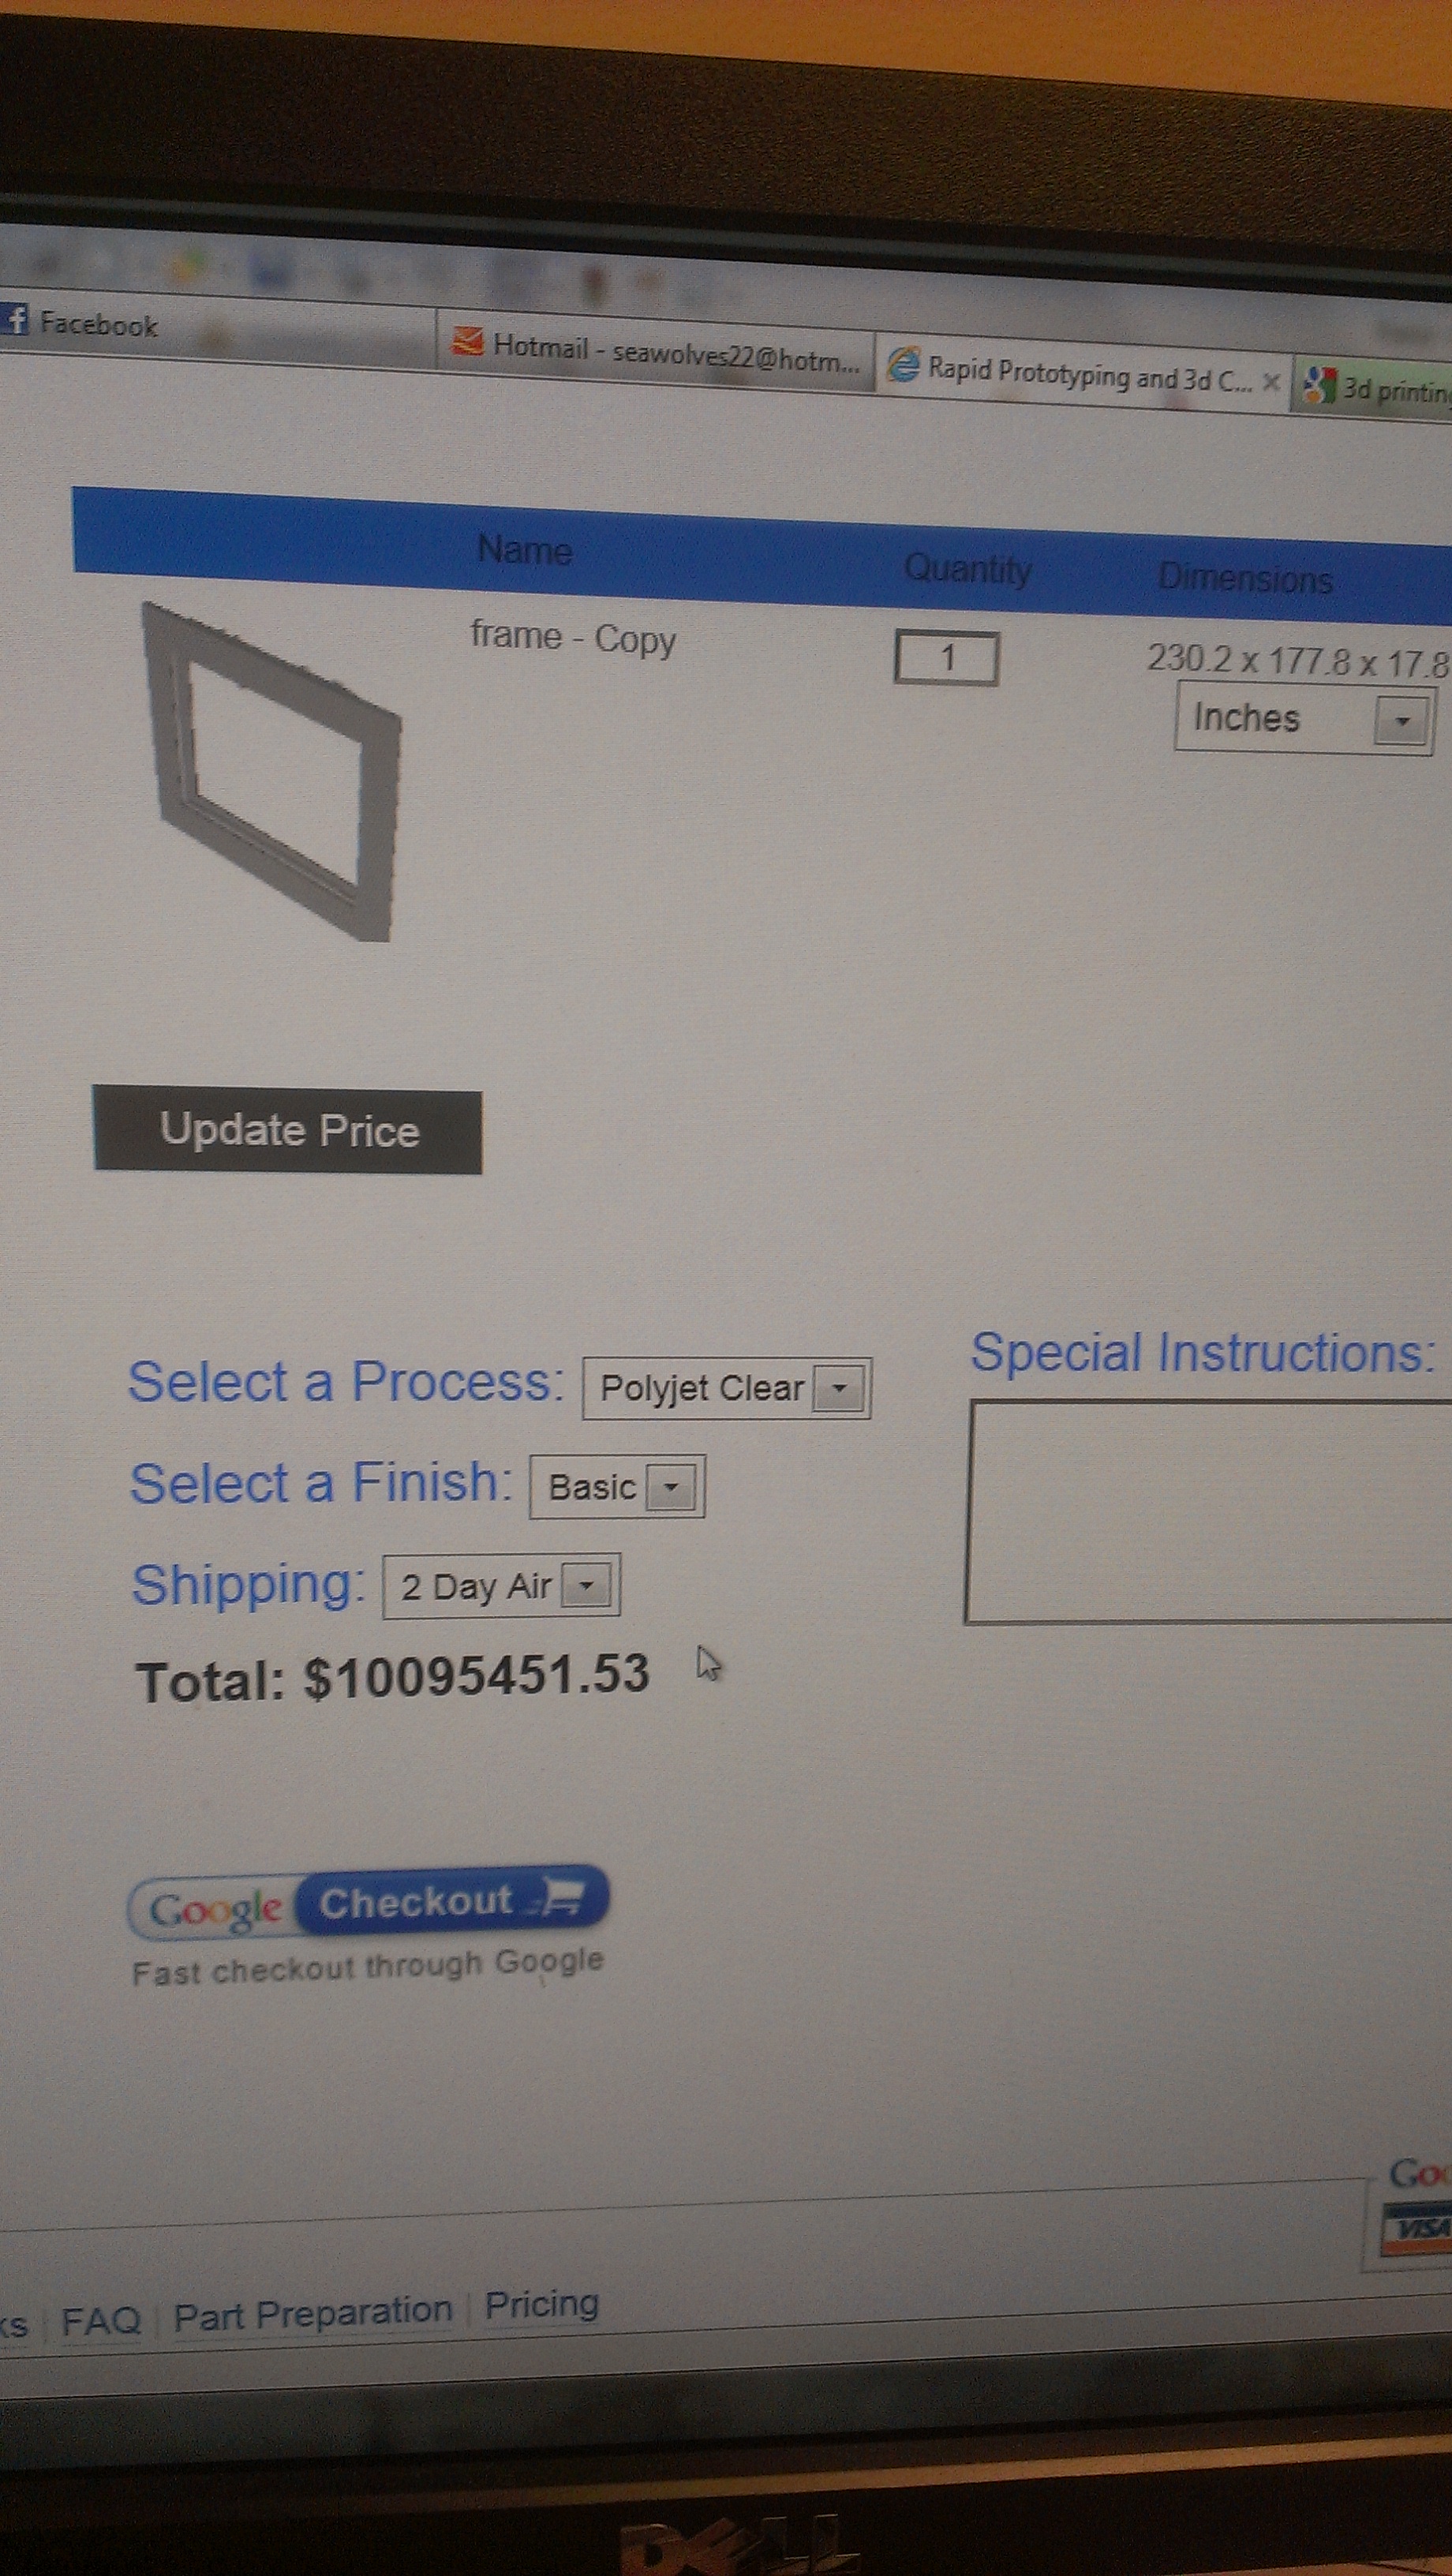 Facebook
Hotmail - seawolves22@hotm...
Rapid Prototyping and 3d C...
3d printin
Name
Quantity
Dimensions
frame - Copy
1
230.2 x 177.8 x 17.8
Inches
Update Price
Select a Process: Polyjet Clear
Special Instructions:
Select a Finish: Basic
Shipping: 2 Day Air
Total: $10095451.53
Google Checkout
Fast checkout through Google
Goo
VISA
ks | FAQ | Part Preparation | Pricing
DELL